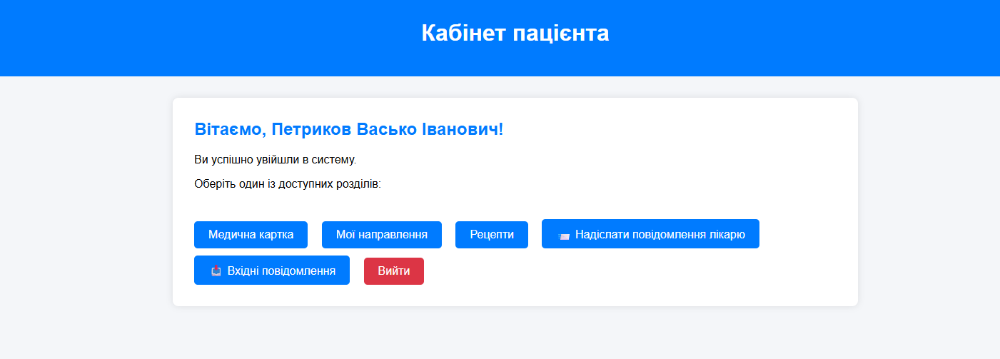 Кабінет пацієнта
Вітаємо, Петриков Васько Іванович!
Ви успішно увійшли в систему.
Оберіть один із доступних розділів:
Медична картка Мої направлення Рецепти Надіслати повідомлення лікарю
Вхідні повідомлення Вийти